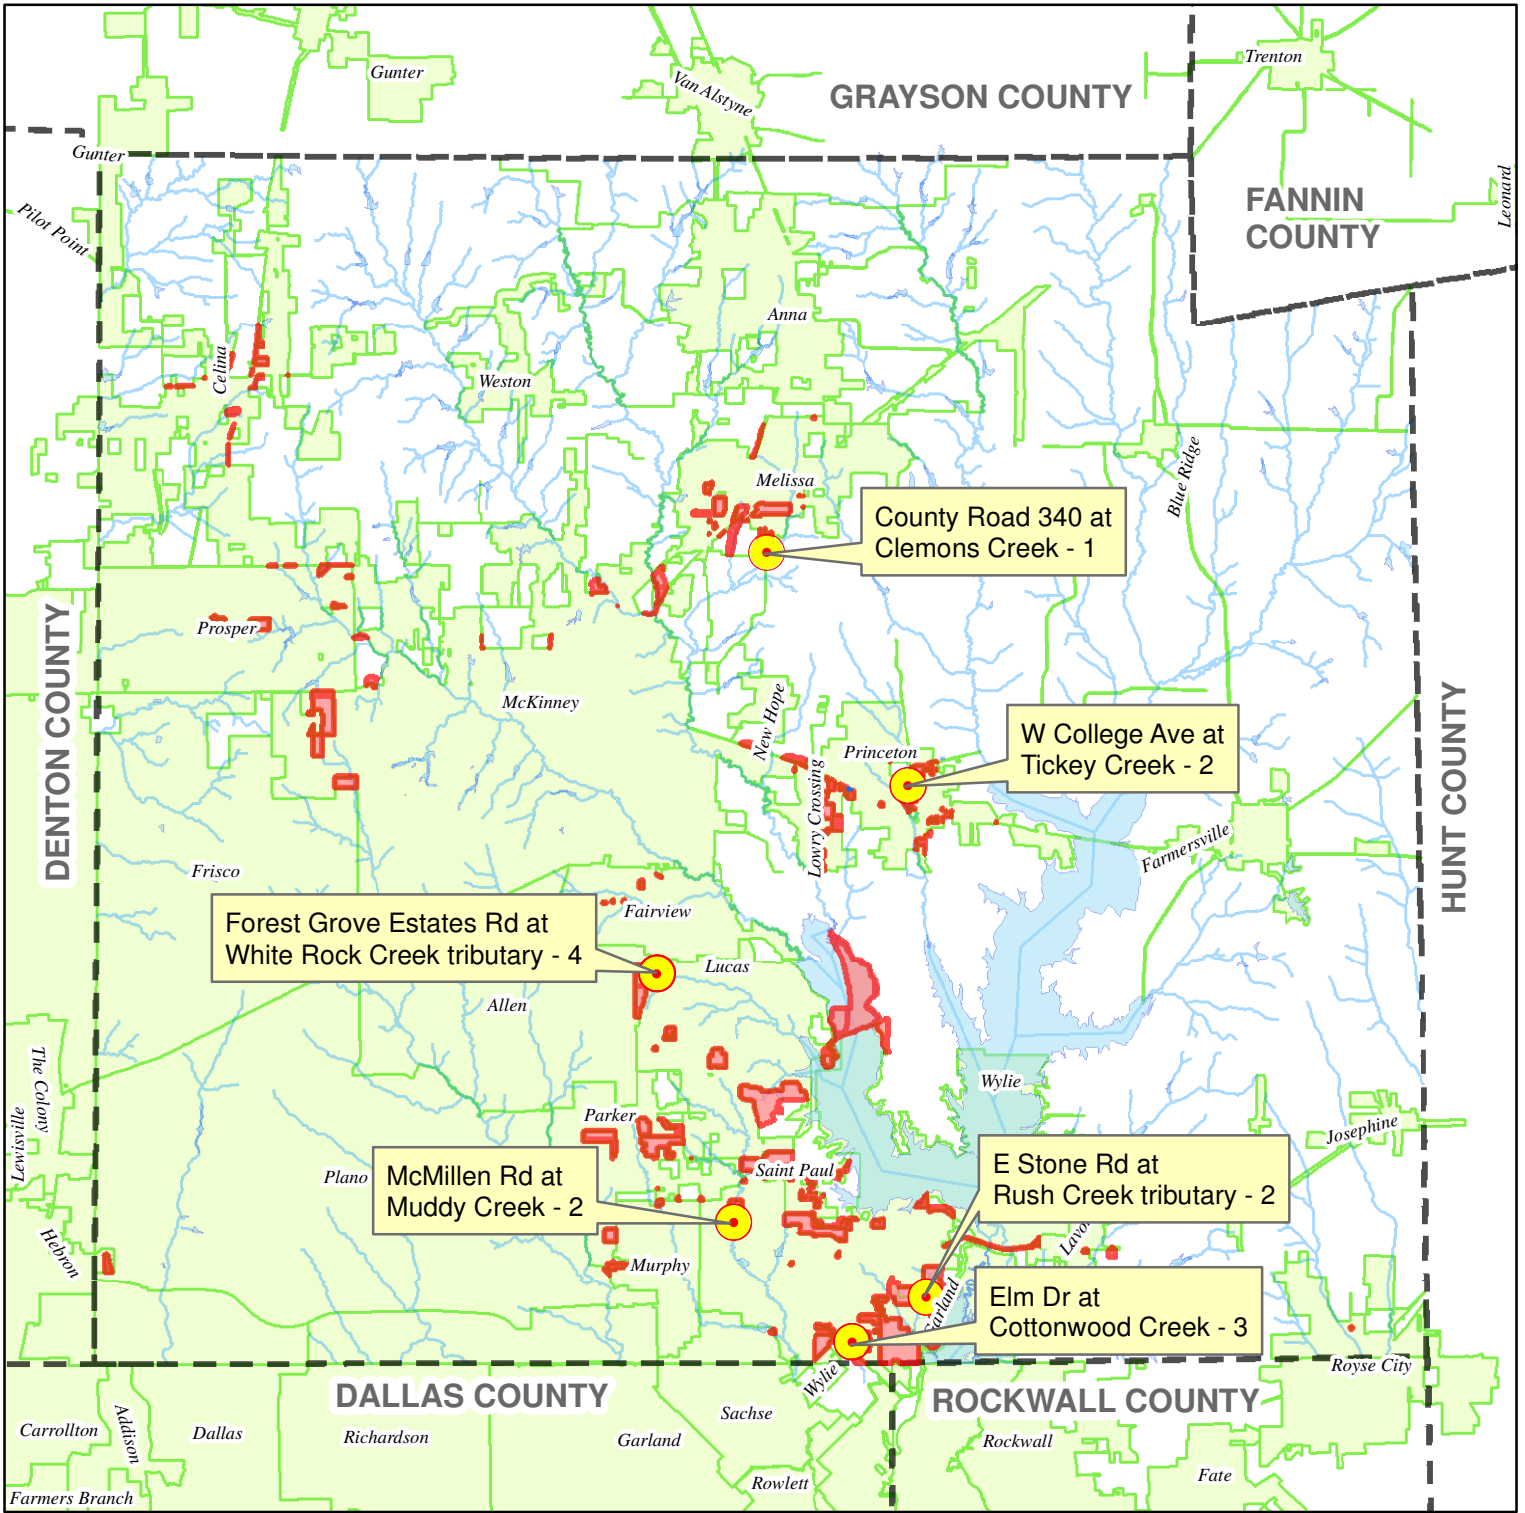 Gunter
Van Alstyne
GRAYSON COUNTY
Trenton
Gunter
Pilot Point
FANNIN
COUNTY
Leonard
Anna
Celina
Weston
Melissa
Blue Ridge
County Road 340 at
Clemons Creek - 1
Prosper
DENTON COUNTY
McKinney
New Hope
Princeton
W College Ave at
Tickey Creek - 2
HUNT COUNTY
Lowry Crossing
Farmersville
Frisco
Forest Grove Estates Rd at
White Rock Creek tributary - 4
Fairview
Lucas
Allen
The Colony
Wylie
Lewisville
Parker
Josephine
Plano
McMillen Rd at
Muddy Creek - 2
Saint Paul
E Stone Rd at
Rush Creek tributary - 2
Hebron
Murphy
Elm Dr at
Cottonwood Creek - 3
Royse City
Wylie
DALLAS COUNTY
ROCKWALL COUNTY
Carrollton
Addison
Dallas
Richardson
Sachse
Garland
Rockwall
Rowlett
Fate
Farmers Branch